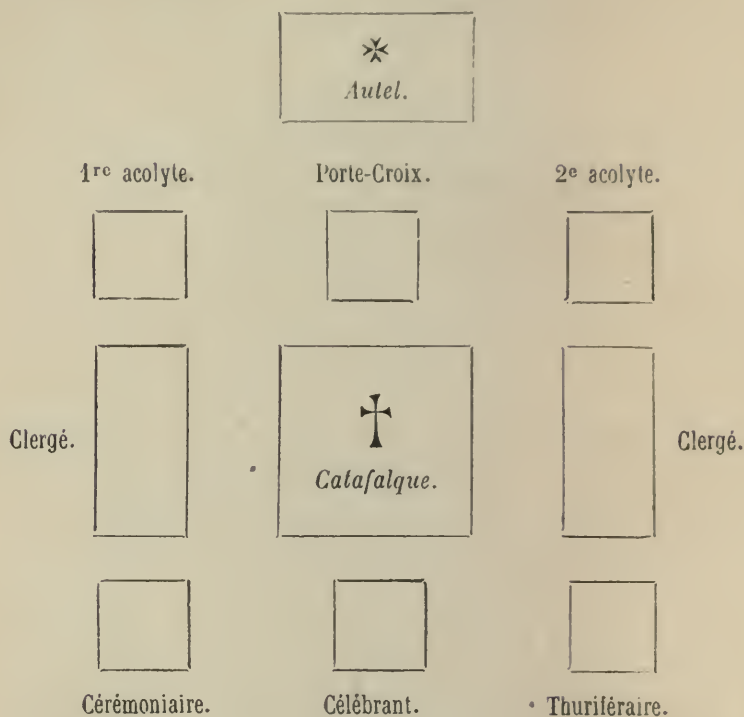 Autel.
1re acolyte. Porte-Croix. 2e acolyte.
Clergé. Clergé.
Catafalque.
Cérémoniaire. Célébrant. Thuriféraire.